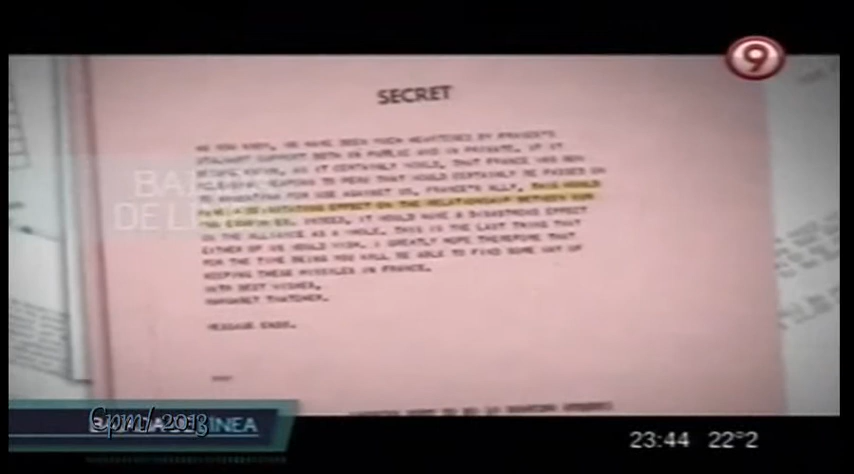 9
SECRET
AS YOU KNOW, WE HAVE BEEN MUCH HEARTENED BY FRANCE'S
STALWART SUPPORT BOTH IN PUBLIC AND IN PRIVATE. IF IT
BECAME KNOWN, AS IT CERTAINLY WOULD, THAT FRANCE WAS NOW
RELEASING WEAPONS TO PERU THAT WOULD CERTAINLY BE PASSED ON
TO ARGENTINA FOR USE AGAINST US, FRANCE'S ALLY, THIS WOULD
HAVE A DEVASTATING EFFECT ON THE RELATIONSHIP BETWEEN OUR
TWO COUNTRIES. INDEED, IT WOULD HAVE A DISASTROUS EFFECT
ON THE ALLIANCE AS A WHOLE. THIS IS THE LAST THING THAT
EITHER OF US WOULD WISH. I GREATLY HOPE THEREFORE THAT
FOR THE TIME BEING YOU WILL BE ABLE TO FIND SOME WAY OF
KEEPING THESE MISSILES IN FRANCE.
WITH BEST WISHES,
MARGARET THATCHER.
MESSAGE ENDS.
Epm/ 2013
23:44 22°2